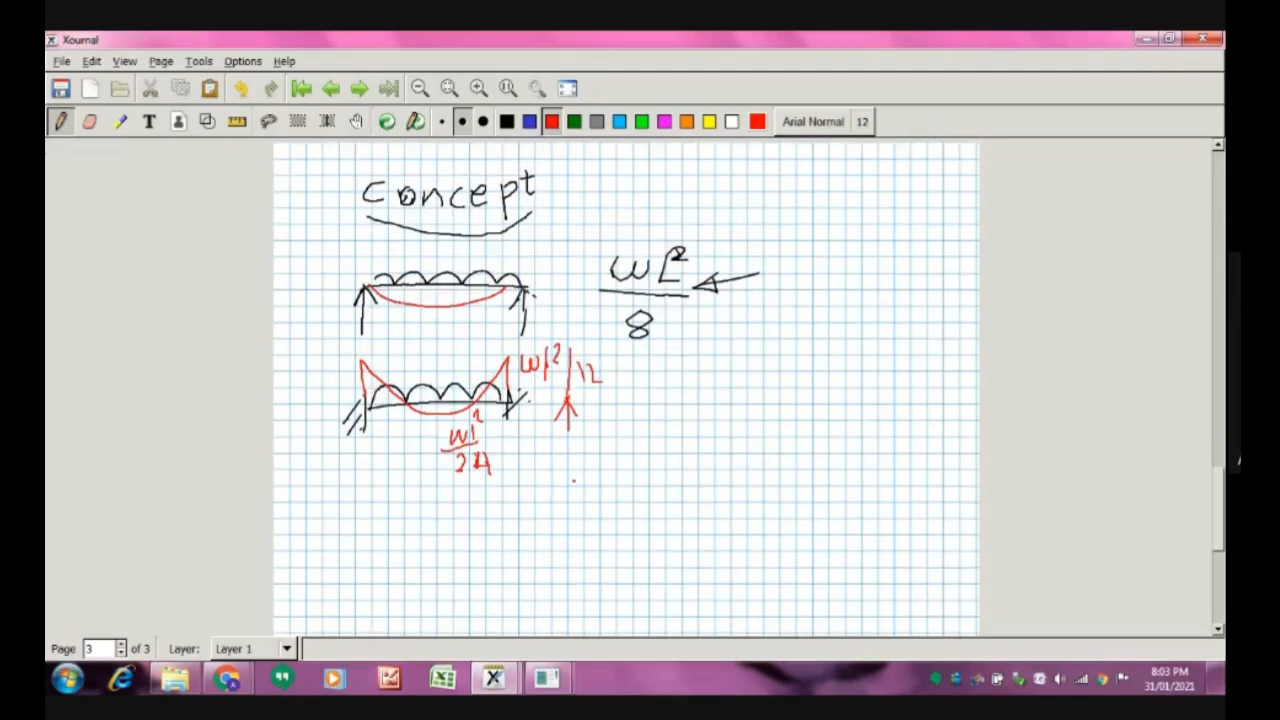 Xournal
File Edit View Page Tools Options Help
Arial Normal 12
concept
wL²
8
wl²/12
wl²
24
Page 3 of 3 Layer: Layer 1
8:03 PM
31/01/2021